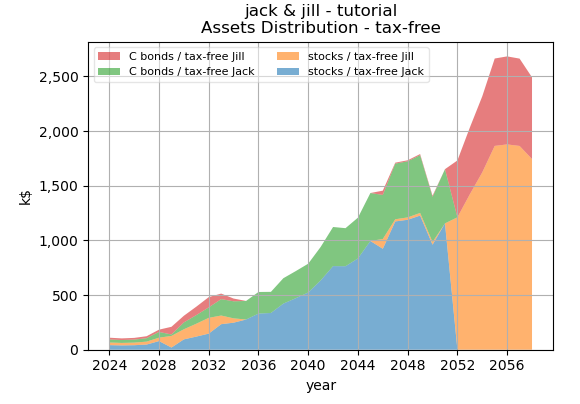 jack & jill - tutorial
Assets Distribution - tax-free
C bonds / tax-free Jill
C bonds / tax-free Jack
stocks / tax-free Jill
stocks / tax-free Jack
k$
2,500
2,000
1,500
1,000
500
0
2024 2028 2032 2036 2040 2044 2048 2052 2056
year